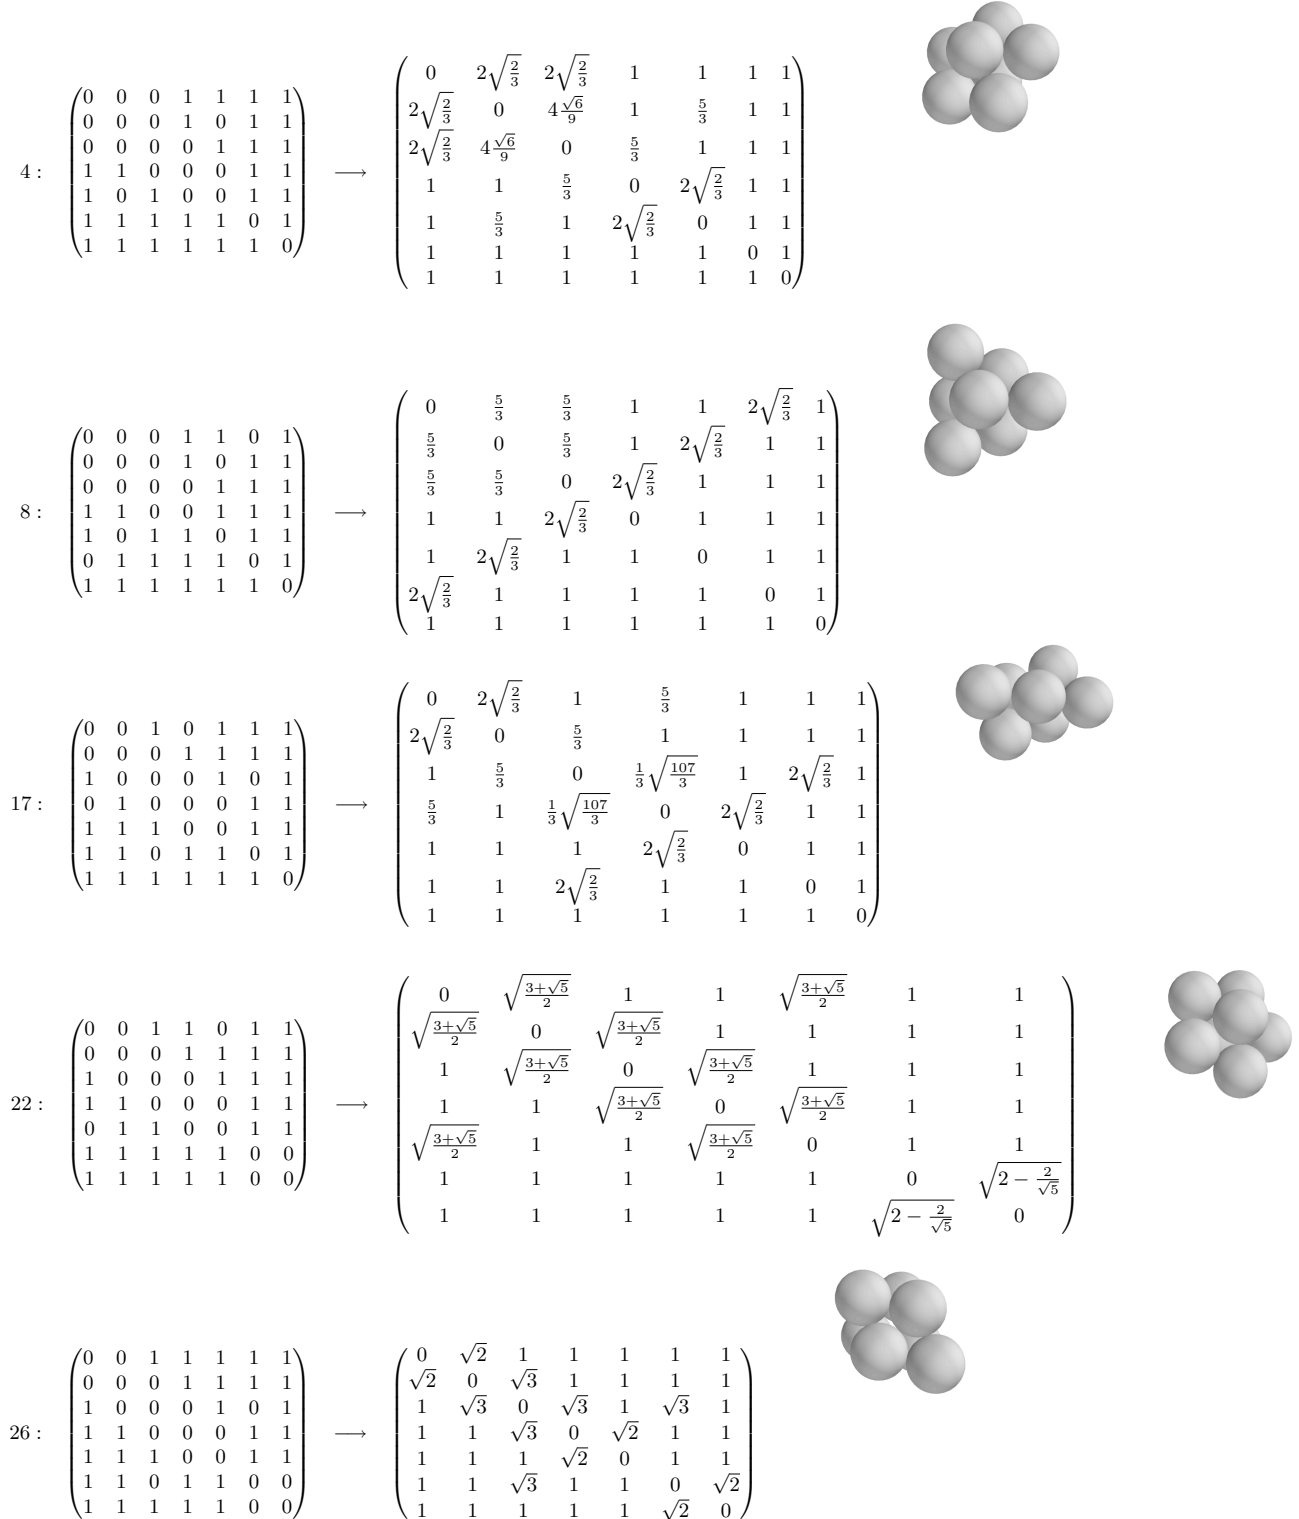 4 :
0 0 0 1 1 1 1
0 0 0 1 0 1 1
0 0 0 0 1 1 1
1 1 0 0 0 1 1
1 0 1 0 0 1 1
1 1 1 1 1 0 1
1 1 1 1 1 1 0
⟶
0 2√(2/3) 2√(2/3) 1 1 1 1
2√(2/3) 0 4√6/9 1 5/3 1 1
2√(2/3) 4√6/9 0 5/3 1 1 1
1 1 5/3 0 2√(2/3) 1 1
1 5/3 1 2√(2/3) 0 1 1
1 1 1 1 1 0 1
1 1 1 1 1 1 0
8 :
0 0 0 1 1 0 1
0 0 0 1 0 1 1
0 0 0 0 1 1 1
1 1 0 0 1 1 1
1 0 1 1 0 1 1
0 1 1 1 1 0 1
1 1 1 1 1 1 0
⟶
0 5/3 5/3 1 1 2√(2/3) 1
5/3 0 5/3 1 2√(2/3) 1 1
5/3 5/3 0 2√(2/3) 1 1 1
1 1 2√(2/3) 0 1 1 1
1 2√(2/3) 1 1 0 1 1
2√(2/3) 1 1 1 1 0 1
1 1 1 1 1 1 0
17 :
0 0 1 0 1 1 1
0 0 0 1 1 1 1
1 0 0 0 1 0 1
0 1 0 0 0 1 1
1 1 1 0 0 1 1
1 1 0 1 1 0 1
1 1 1 1 1 1 0
⟶
0 2√(2/3) 1 5/3 1 1 1
2√(2/3) 0 5/3 1 1 1 1
1 5/3 0 1/3√(107/3) 1 2√(2/3) 1
5/3 1 1/3√(107/3) 0 2√(2/3) 1 1
1 1 1 2√(2/3) 0 1 1
1 1 2√(2/3) 1 1 0 1
1 1 1 1 1 1 0
22 :
0 0 1 1 0 1 1
0 0 0 1 1 1 1
1 0 0 0 1 1 1
1 1 0 0 0 1 1
0 1 1 0 0 1 1
1 1 1 1 1 0 0
1 1 1 1 1 0 0
⟶
0 √((3+√5)/2) 1 1 √((3+√5)/2) 1 1
√((3+√5)/2) 0 √((3+√5)/2) 1 1 1 1
1 √((3+√5)/2) 0 √((3+√5)/2) 1 1 1
1 1 √((3+√5)/2) 0 √((3+√5)/2) 1 1
√((3+√5)/2) 1 1 √((3+√5)/2) 0 1 1
1 1 1 1 1 0 √(2 − 2/√5)
1 1 1 1 1 √(2 − 2/√5) 0
26 :
0 0 1 1 1 1 1
0 0 0 1 1 1 1
1 0 0 0 1 0 1
1 1 0 0 0 1 1
1 1 1 0 0 1 1
1 1 0 1 1 0 0
1 1 1 1 1 0 0
⟶
0 √2 1 1 1 1 1
√2 0 √3 1 1 1 1
1 √3 0 √3 1 √3 1
1 1 √3 0 √2 1 1
1 1 1 √2 0 1 1
1 1 √3 1 1 0 √2
1 1 1 1 1 √2 0